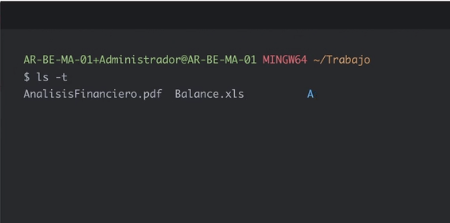 AR-BE-MA-01+Administrador@AR-BE-MA-01 MINGW64 ~/Trabajo
$ ls -t
AnalisisFinanciero.pdf  Balance.xls          A